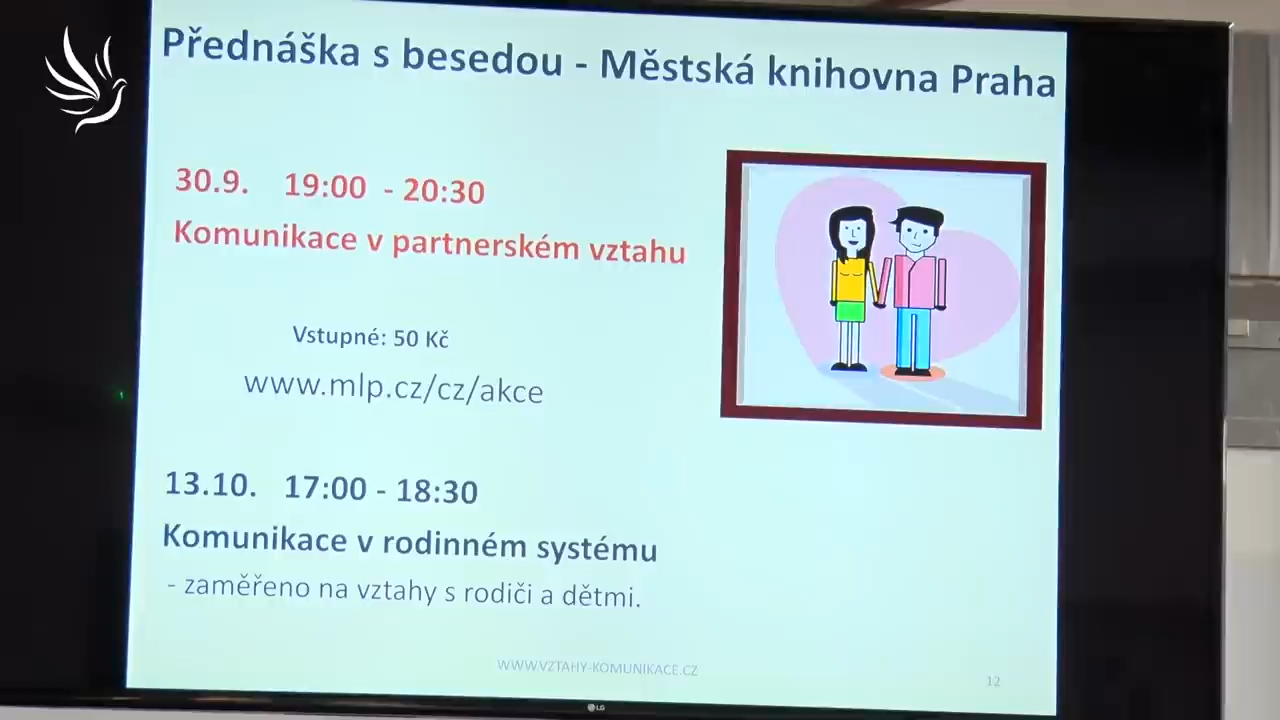 Přednáška s besedou - Městská knihovna Praha
30.9. 19:00 - 20:30
Komunikace v partnerském vztahu
Vstupné: 50 Kč
www.mlp.cz/cz/akce
13.10. 17:00 - 18:30
Komunikace v rodinném systému
- zaměřeno na vztahy s rodiči a dětmi.
WWW.VZTAHY-KOMUNIKACE.CZ
12
LG